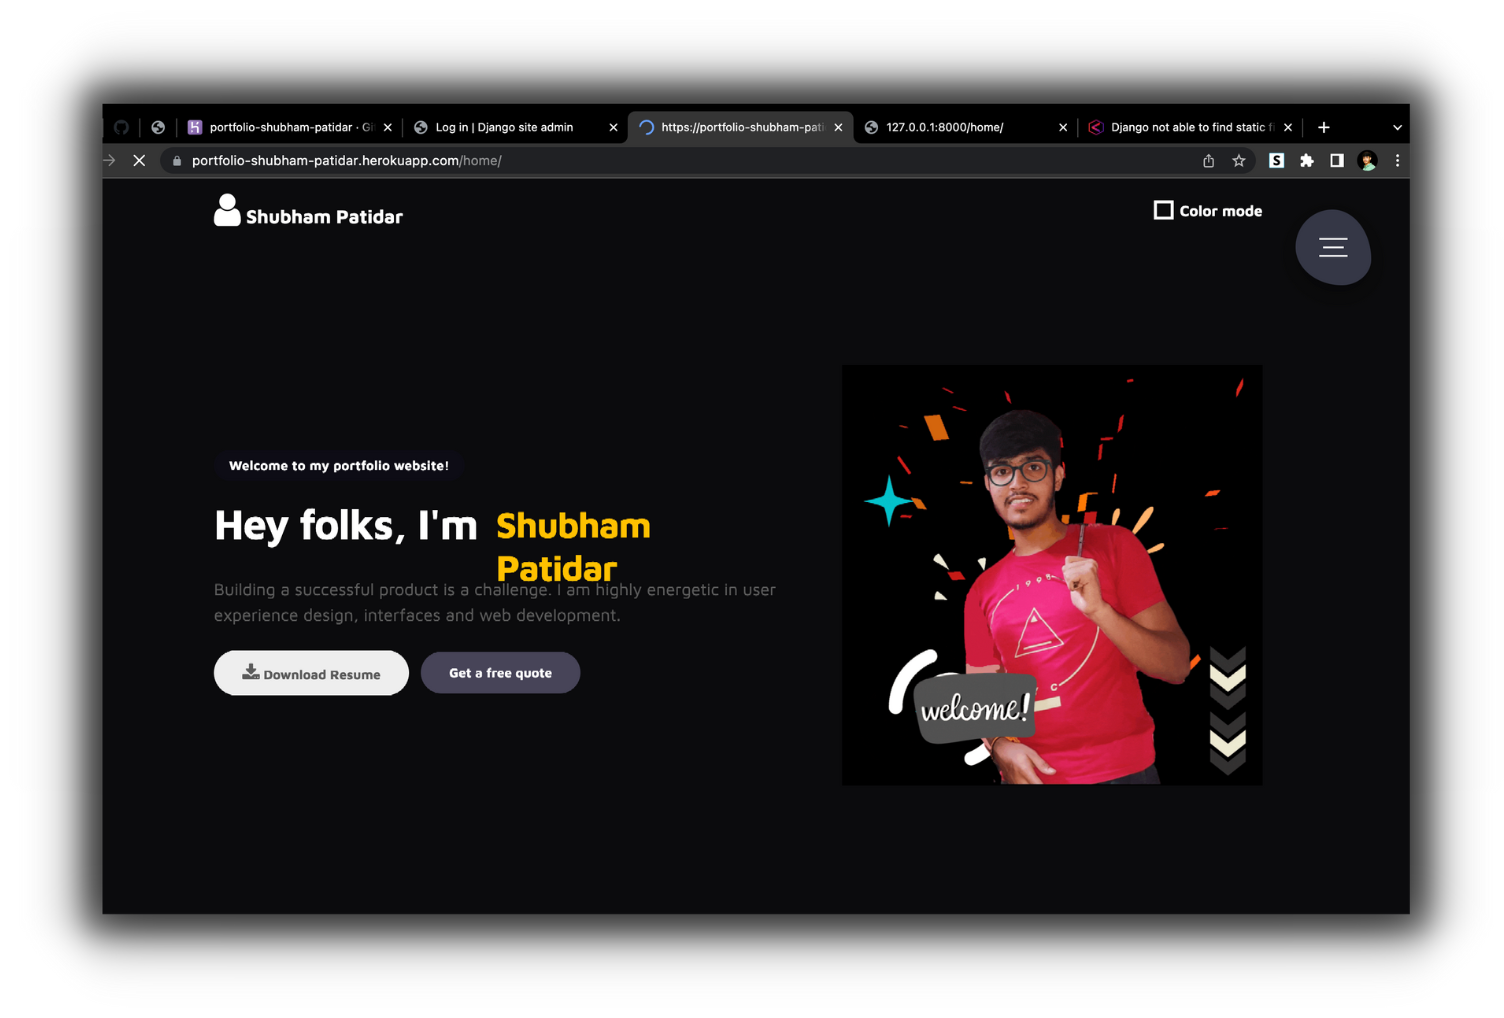 portfolio-shubham-patidar · Gi
Log in | Django site admin
https://portfolio-shubham-pati
127.0.0.1:8000/home/
Django not able to find static f
portfolio-shubham-patidar.herokuapp.com/home/
Shubham Patidar
Color mode
Welcome to my portfolio website!
Hey folks, I'm Shubham
Patidar
Building a successful product is a challenge. I am highly energetic in user
experience design, interfaces and web development.
Download Resume
Get a free quote
welcome!